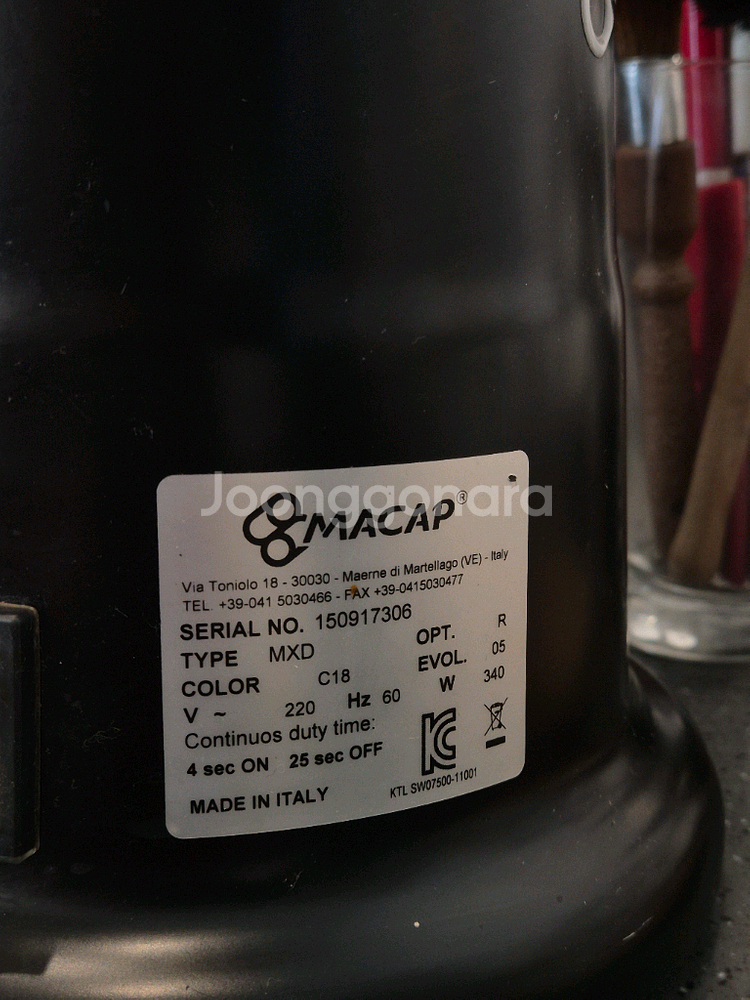 Joonggonara
MACAP®
Via Toniolo 18 - 30030 - Maerne di Martellago (VE) - Italy
TEL. +39-041 5030466 - FAX +39-0415030477
SERIAL NO. 150917306
TYPE MXD OPT. R
COLOR C18 EVOL. 05
V ~ 220 Hz 60 W 340
Continuos duty time:
4 sec ON 25 sec OFF
MADE IN ITALY
KTL SW07500-11001